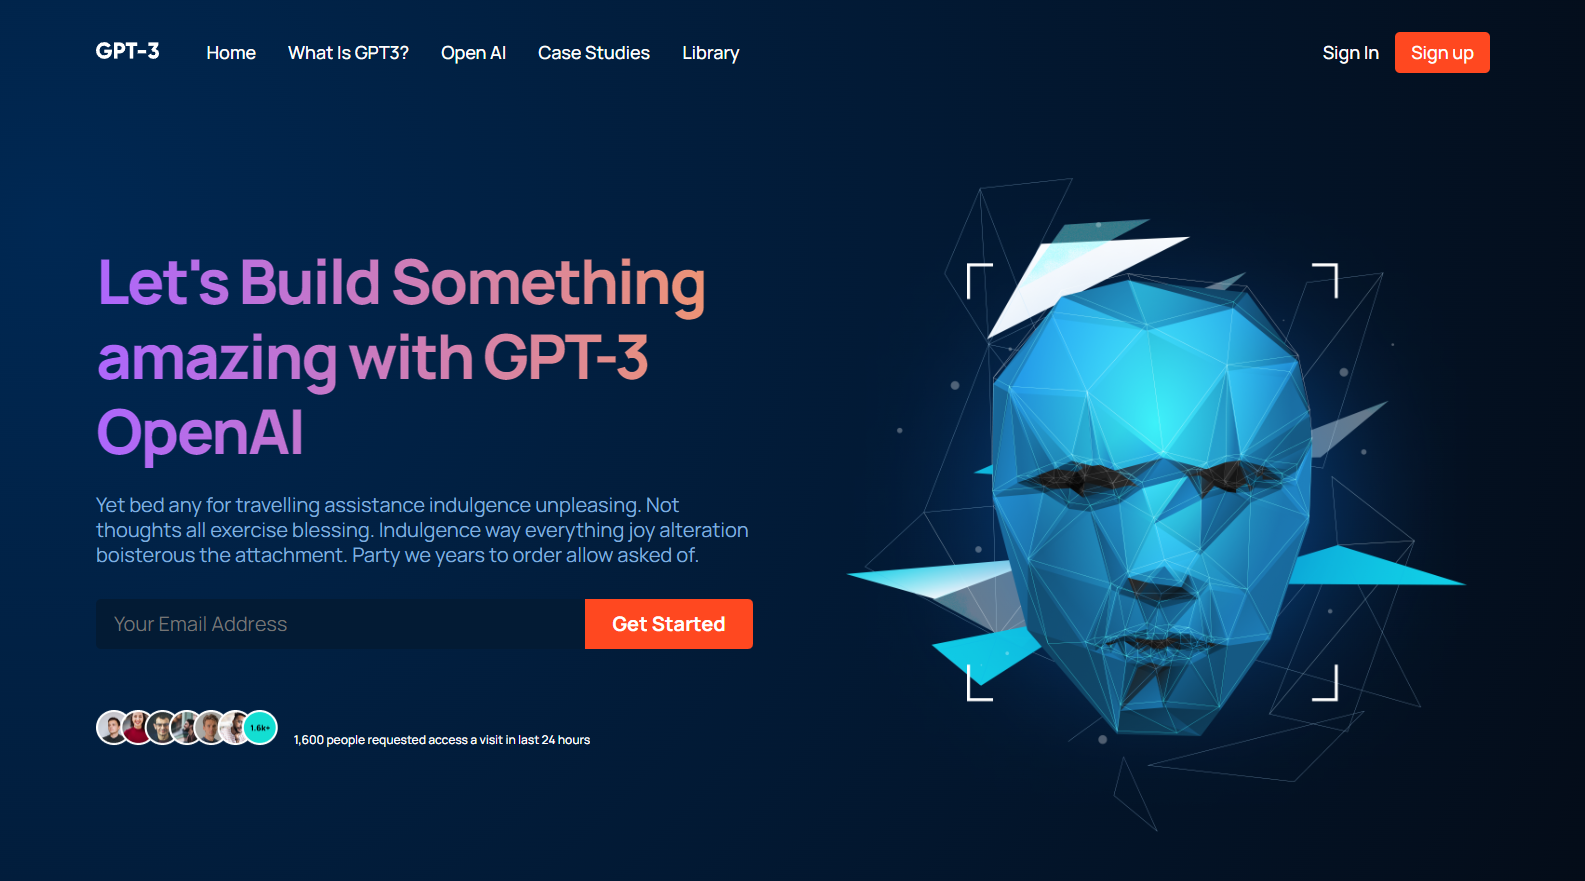 GPT-3 Home What Is GPT3? Open AI Case Studies Library Sign In Sign up
Let's Build Something
amazing with GPT-3
OpenAI
Yet bed any for travelling assistance indulgence unpleasing. Not
thoughts all exercise blessing. Indulgence way everything joy alteration
boisterous the attachment. Party we years to order allow asked of.
Your Email Address Get Started
1.6k+ 1,600 people requested access a visit in last 24 hours